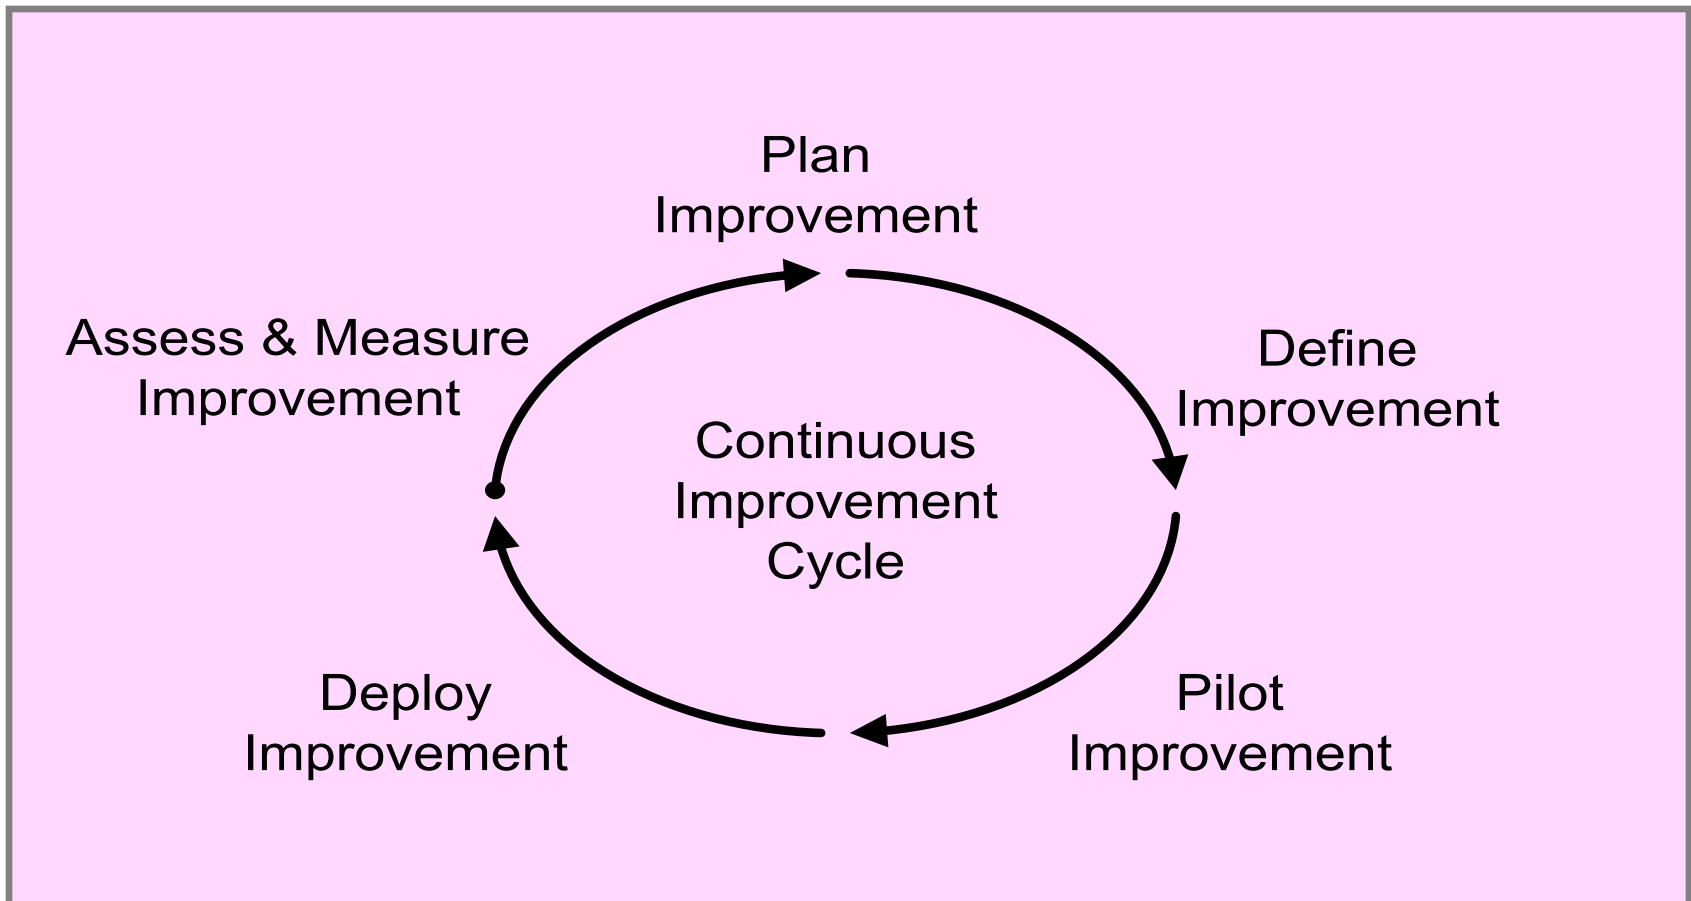 Plan
Improvement
Assess & Measure
Improvement
Define
Improvement
Continuous
Improvement
Cycle
Deploy
Improvement
Pilot
Improvement